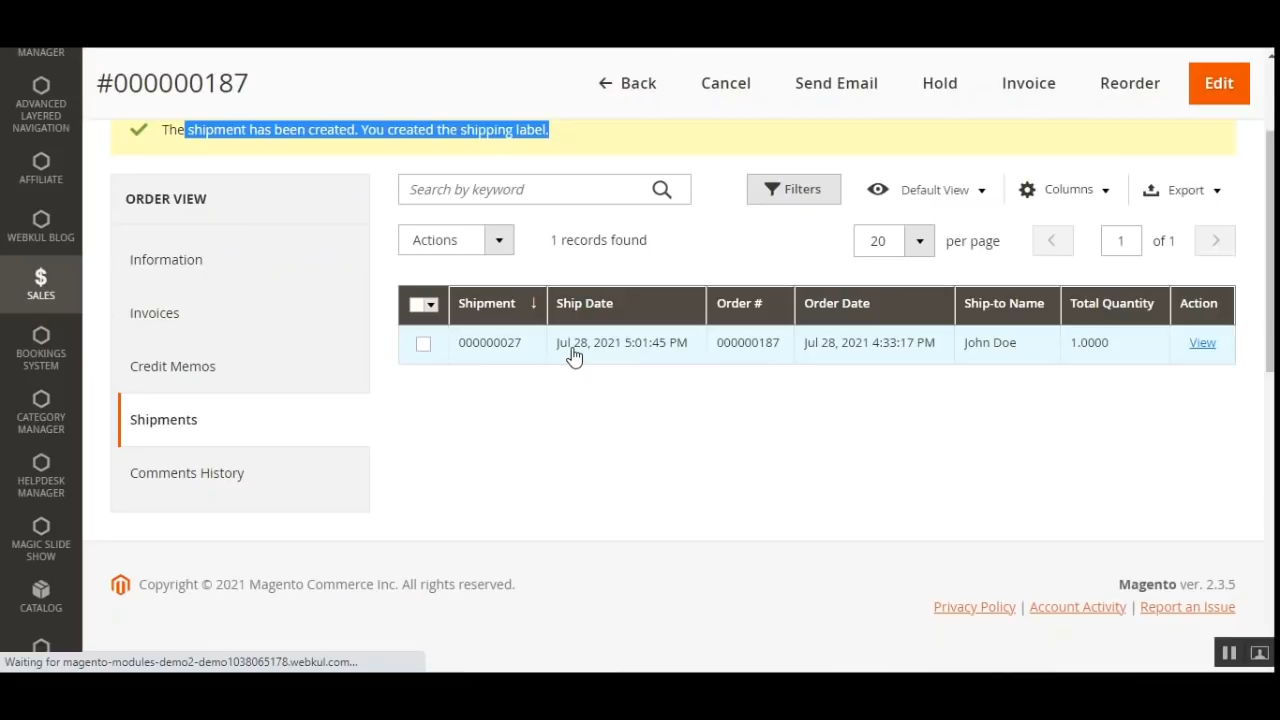 MANAGER
ADVANCED
LAYERED
NAVIGATION
AFFILIATE
WEBKUL BLOG
$
SALES
BOOKINGS
SYSTEM
CATEGORY
MANAGER
HELPDESK
MANAGER
MAGIC SLIDE
SHOW
CATALOG
#000000187
Back Cancel Send Email Hold Invoice Reorder Edit
The shipment has been created. You created the shipping label.
ORDER VIEW
Information
Invoices
Credit Memos
Shipments
Comments History
Search by keyword Filters Default View Columns Export
Actions 1 records found 20 per page 1 of 1
Shipment ↓ Ship Date Order # Order Date Ship-to Name Total Quantity Action
000000027 Jul 28, 2021 5:01:45 PM 000000187 Jul 28, 2021 4:33:17 PM John Doe 1.0000 View
Copyright © 2021 Magento Commerce Inc. All rights reserved.
Magento ver. 2.3.5
Privacy Policy | Account Activity | Report an Issue
Waiting for magento-modules-demo2-demo1038065178.webkul.com...